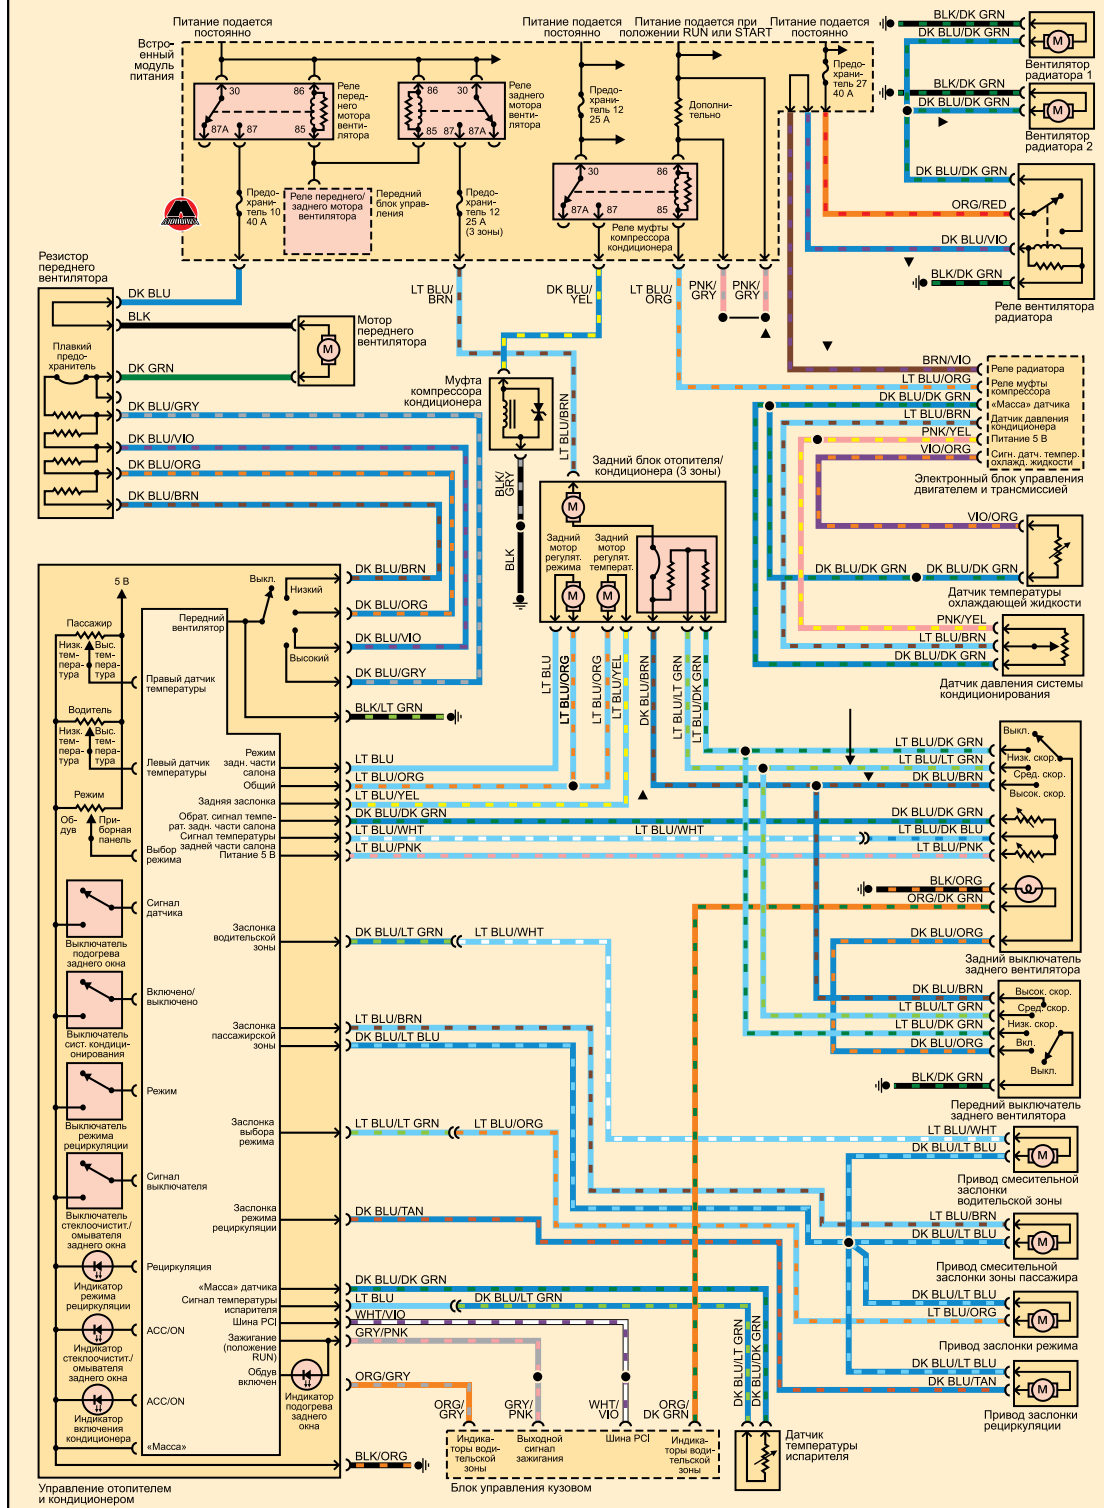 Питание подается
постоянно
Питание подается
постоянно
Питание подается при
положении RUN или START
Питание подается
постоянно
BLK/DK GRN
DK BLU/DK GRN
M
Вентилятор
радиатора 1
BLK/DK GRN
DK BLU/DK GRN
M
Вентилятор
радиатора 2
Встро-
енный
модуль
питания
30
86
87A
87
85
Реле
перед-
него
мотора
венти-
лятора
86
30
85
87
87A
Реле
заднего
мотора
венти-
лятора
Предо-
храни-
тель 12
25 А
Дополни-
тельно
Предо-
храни-
тель 27
40 А
Предо-
храни-
тель 10
40 А
Реле переднего/
заднего мотора
вентилятора
Передний
блок управ-
ления
Предо-
храни-
тель 12
25 А
(3 зоны)
30
86
87A
87
85
Реле муфты
компрессора
кондиционера
DK BLU/DK GRN
ORG/RED
DK BLU/VIO
BLK/DK GRN
Реле вентилятора
радиатора
Резистор
переднего
вентилятора
DK BLU
BLK
DK GRN
DK BLU/GRY
DK BLU/VIO
DK BLU/ORG
DK BLU/BRN
Плавкий
предо-
хранитель
M
Мотор
переднего
вентилятора
LT BLU/
BRN
DK BLU/
YEL
LT BLU/
ORG
PNK/
GRY
PNK/
GRY
Муфта
компрессора
кондиционера
LT BLU/BRN
BLK/
GRY
BLK
BRN/VIO
LT BLU/ORG
DK BLU/DK GRN
LT BLU/BRN
PNK/YEL
VIO/ORG
Реле радиатора
Реле муфты
компрессора
«Масса» датчика
Датчик давления
кондиционера
Питание 5 В
Сигн. датч. темпер.
охлажд. жидкости
Электронный блок управления
двигателем и трансмиссией
Задний блок отопителя/
кондиционера (3 зоны)
M
Задний
мотор
регулят.
режима
Задний
мотор
регулят.
температ.
M
M
VIO/ORG
DK BLU/DK GRN
DK BLU/DK GRN
Датчик температуры
охлаждающей жидкости
PNK/YEL
LT BLU/BRN
DK BLU/DK GRN
Датчик давления системы
кондиционирования
LT BLU
LT BLU/ORG
LT BLU/ORG
LT BLU/YEL
DK BLU/BRN
LT BLU/LT GRN
LT BLU/DK GRN
5 В
Выкл.
Низкий
Высокий
Передний
вентилятор
DK BLU/BRN
DK BLU/ORG
DK BLU/VIO
DK BLU/GRY
BLK/LT GRN
Пассажир
Низк.
тем-
пера-
тура
Выс.
тем-
пера-
тура
Правый датчик
температуры
Водитель
Низк.
тем-
пера-
тура
Выс.
тем-
пера-
тура
Левый датчик
температуры
Режим
Об-
дув
При-
борная
панель
Выбор
режима
Режим
задн. части
салона
Общий
Задняя заслонка
Обрат. сигнал темпе-
рат. задн. части салона
Сигнал температуры
задней части салона
Питание 5 В
LT BLU
LT BLU/ORG
LT BLU/YEL
DK BLU/DK GRN
LT BLU/WHT
LT BLU/WHT
LT BLU/PNK
LT BLU/DK GRN
LT BLU/LT GRN
DK BLU/BRN
DK BLU/DK GRN
LT BLU/DK BLU
LT BLU/PNK
BLK/ORG
ORG/DK GRN
DK BLU/ORG
Выкл.
Низк. скор.
Сред. скор.
Высок. скор.
Задний выключатель
заднего вентилятора
Сигнал
датчика
Выключатель
подогрева
заднего окна
Включено/
выключено
Выключатель
сист. кондици-
онирования
Режим
Выключатель
режима
рециркуляции
Сигнал
выключателя
Выключатель
стеклоочистит./
омывателя
заднего окна
Рециркуляция
Индикатор
режима
рециркуляции
ACC/ON
Индикатор
стеклоочистит./
омывателя
заднего окна
ACC/ON
Индикатор
включения
кондиционера
«Масса»
Заслонка
водительской
зоны
DK BLU/LT GRN
LT BLU/WHT
Заслонка
пассажирской
зоны
LT BLU/BRN
DK BLU/LT BLU
Заслонка
выбора
режима
LT BLU/LT GRN
LT BLU/ORG
Заслонка
режима
рециркуляции
DK BLU/TAN
«Масса» датчика
Сигнал температуры
испарителя
Шина PCI
Зажигание
(положение
RUN)
Обдув
включен
Индикатор
подогрева
заднего
окна
DK BLU/DK GRN
LT BLU
DK BLU/LT GRN
WHT/VIO
GRY/PNK
ORG/GRY
BLK/ORG
Управление отопителем
и кондиционером
DK BLU/BRN
LT BLU/LT GRN
LT BLU/DK GRN
DK BLU/ORG
BLK/DK GRN
Высок. скор.
Сред. скор.
Низк. скор.
Вкл.
Выкл.
Передний выключатель
заднего вентилятора
LT BLU/WHT
DK BLU/LT BLU
M
Привод смесительной
заслонки
водительской зоны
LT BLU/BRN
DK BLU/LT BLU
M
Привод смесительной
заслонки зоны пассажира
DK BLU/LT BLU
LT BLU/ORG
M
Привод заслонки режима
DK BLU/LT BLU
DK BLU/TAN
M
Привод заслонки
рециркуляции
ORG/
GRY
GRY/
PNK
WHT/
VIO
ORG/
DK GRN
DK BLU/LT GRN
DK BLU/DK GRN
Индика-
торы води-
тельской
зоны
Выходной
сигнал
зажигания
Шина PCI
Индика-
торы води-
тельской
зоны
Блок управления кузовом
Датчик
температуры
испарителя